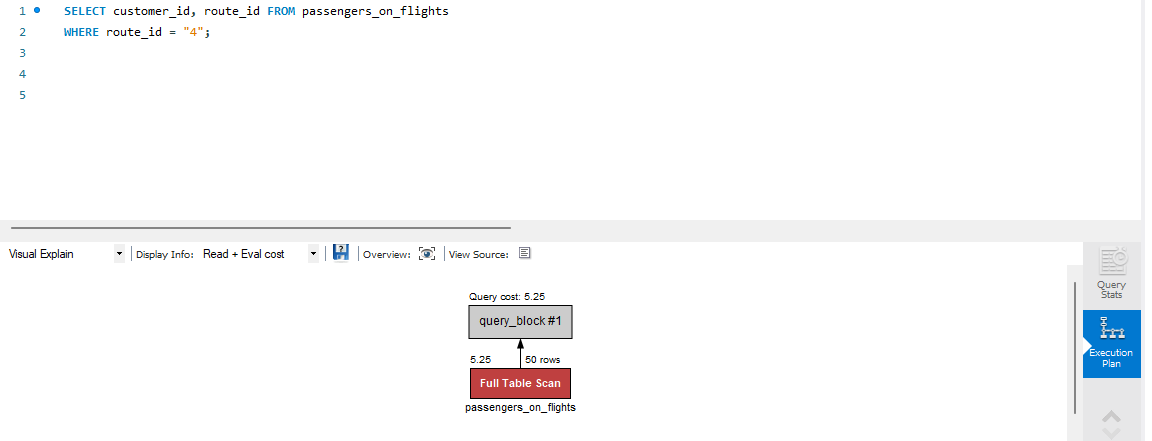 1 SELECT customer_id, route_id FROM passengers_on_flights
2 WHERE route_id = "4";
3
4
5
Visual Explain Display Info: Read + Eval cost Overview: View Source:
Query Stats
Execution Plan
Query cost: 5.25
query_block #1
5.25 50 rows
Full Table Scan
passengers_on_flights